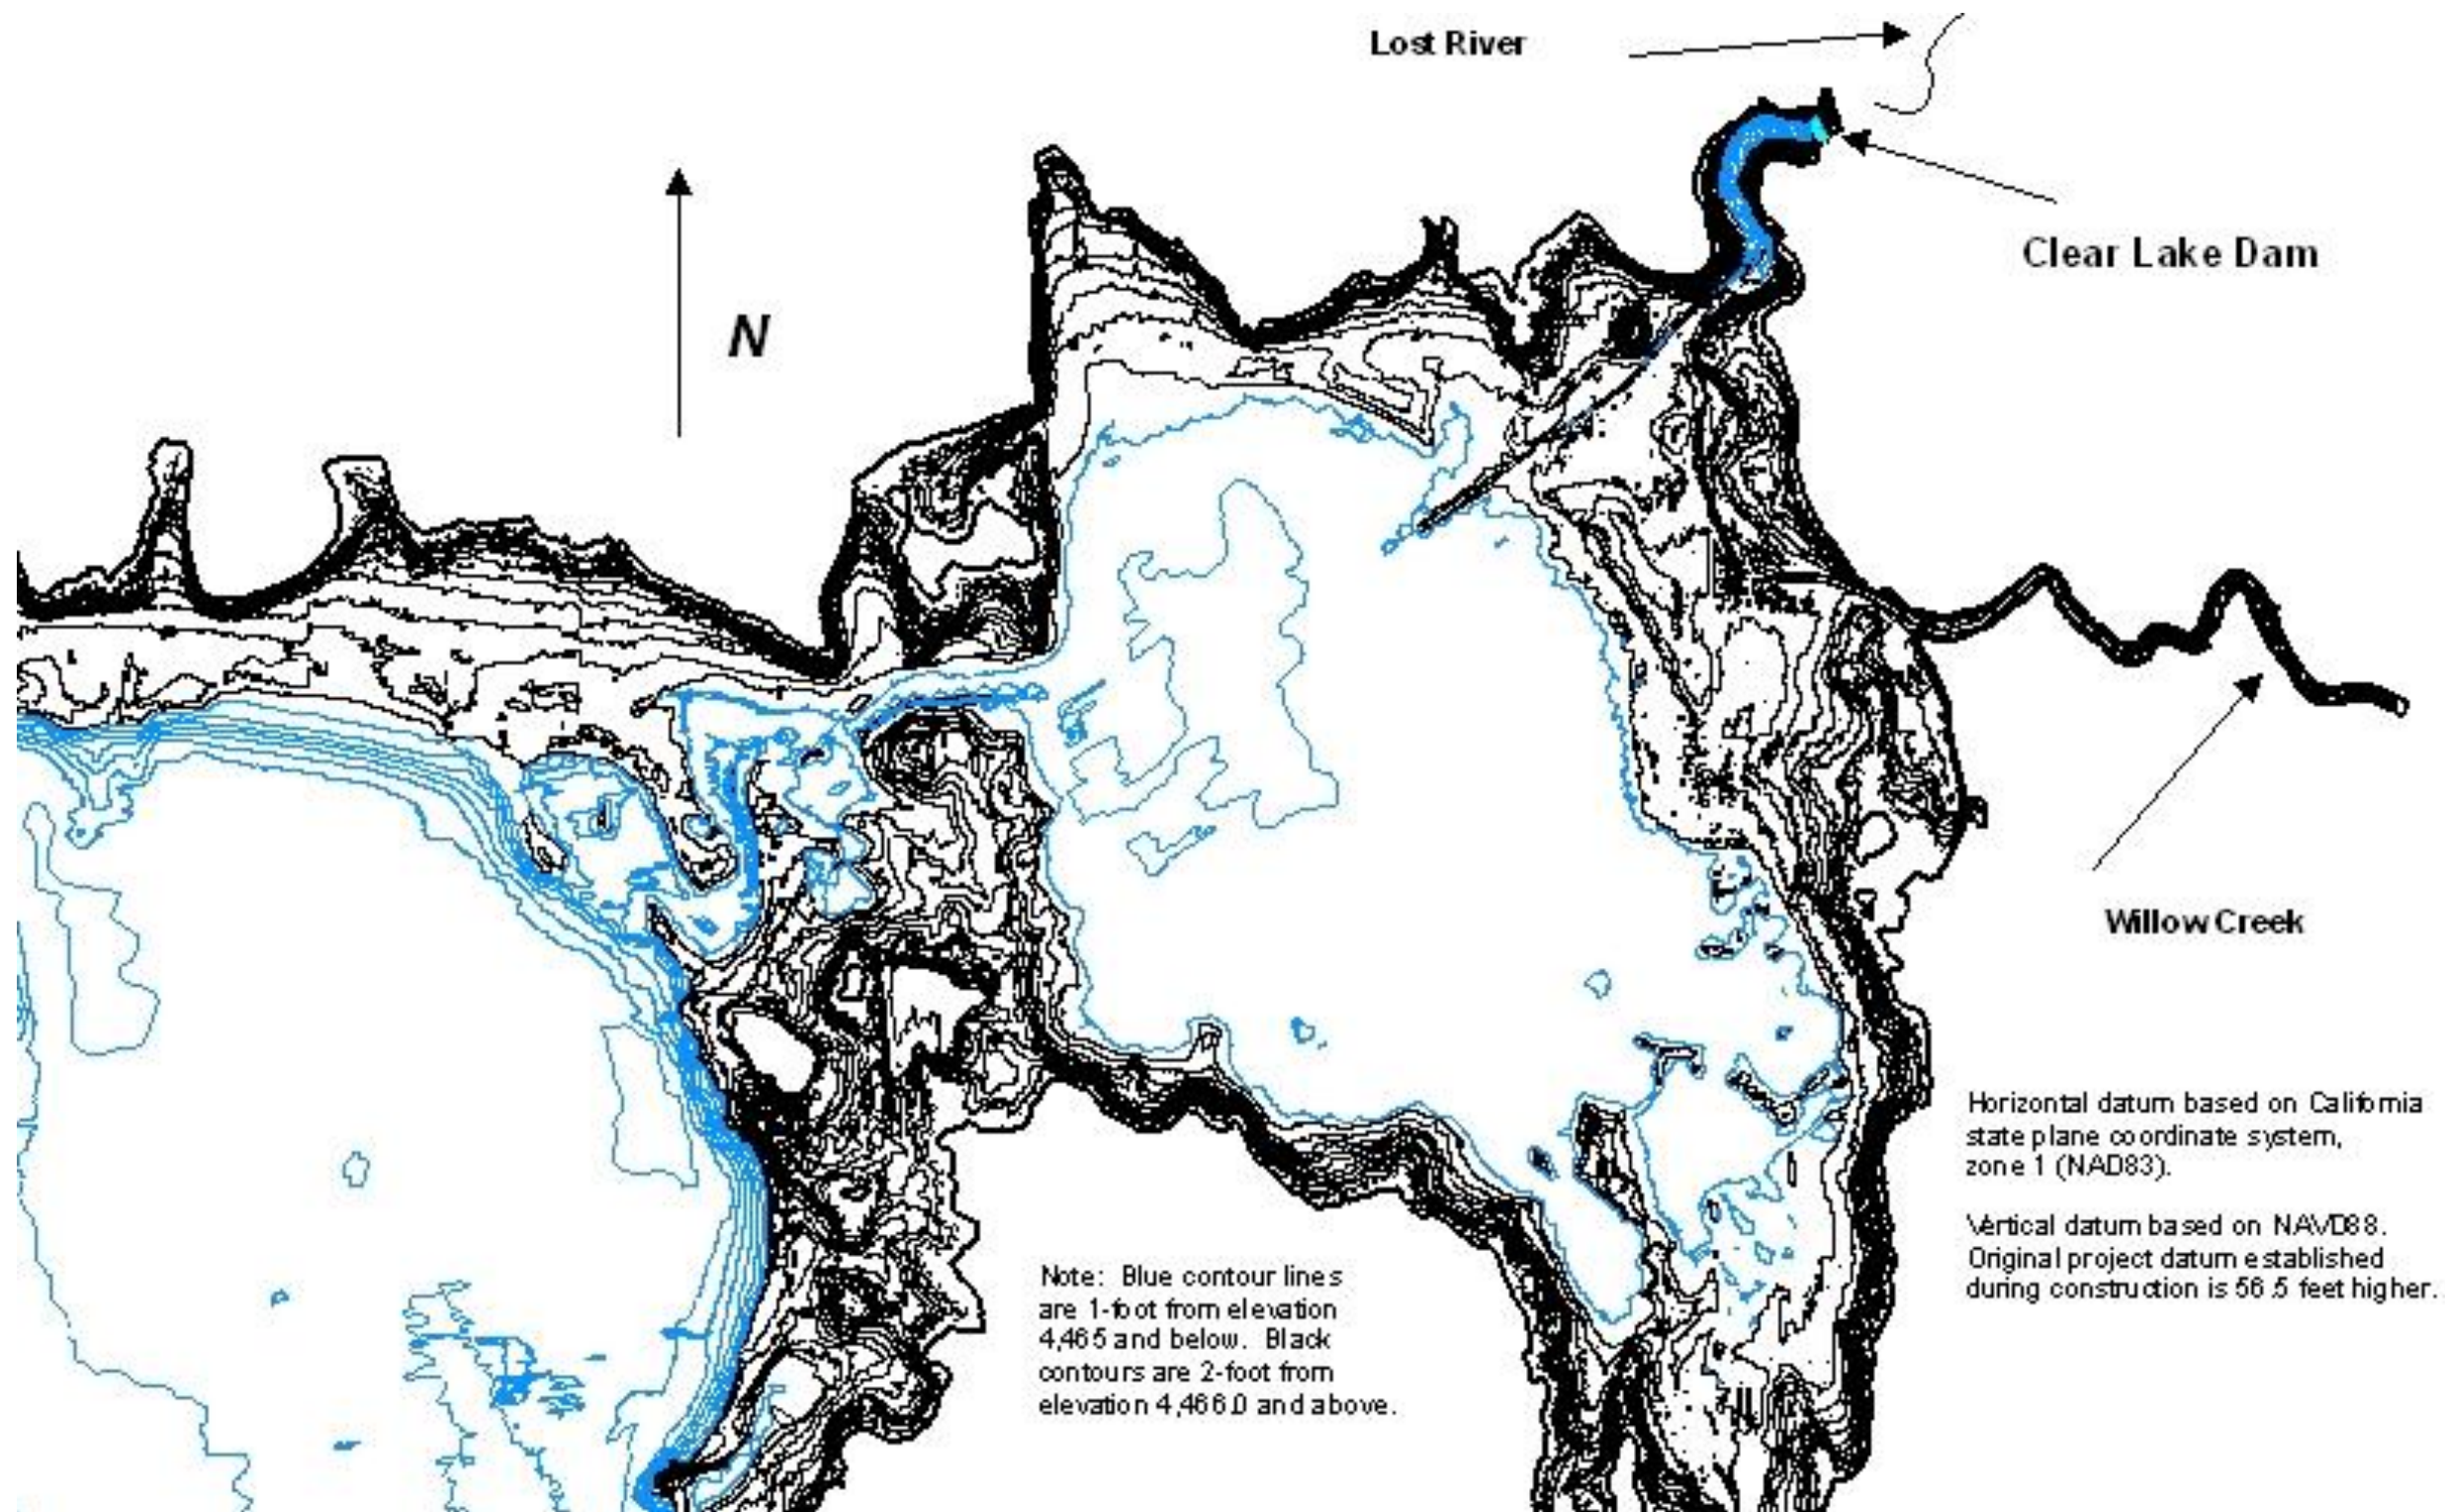 Lost River
Clear Lake Dam
N
Willow Creek
Horizontal datum based on California
state plane coordinate system,
zone 1 (NAD83).
Vertical datum based on NAVD88.
Original project datum established
during construction is 56.5 feet higher.
Note: Blue contour lines
are 1-foot from elevation
4,465 and below. Black
contours are 2-foot from
elevation 4,466.0 and above.